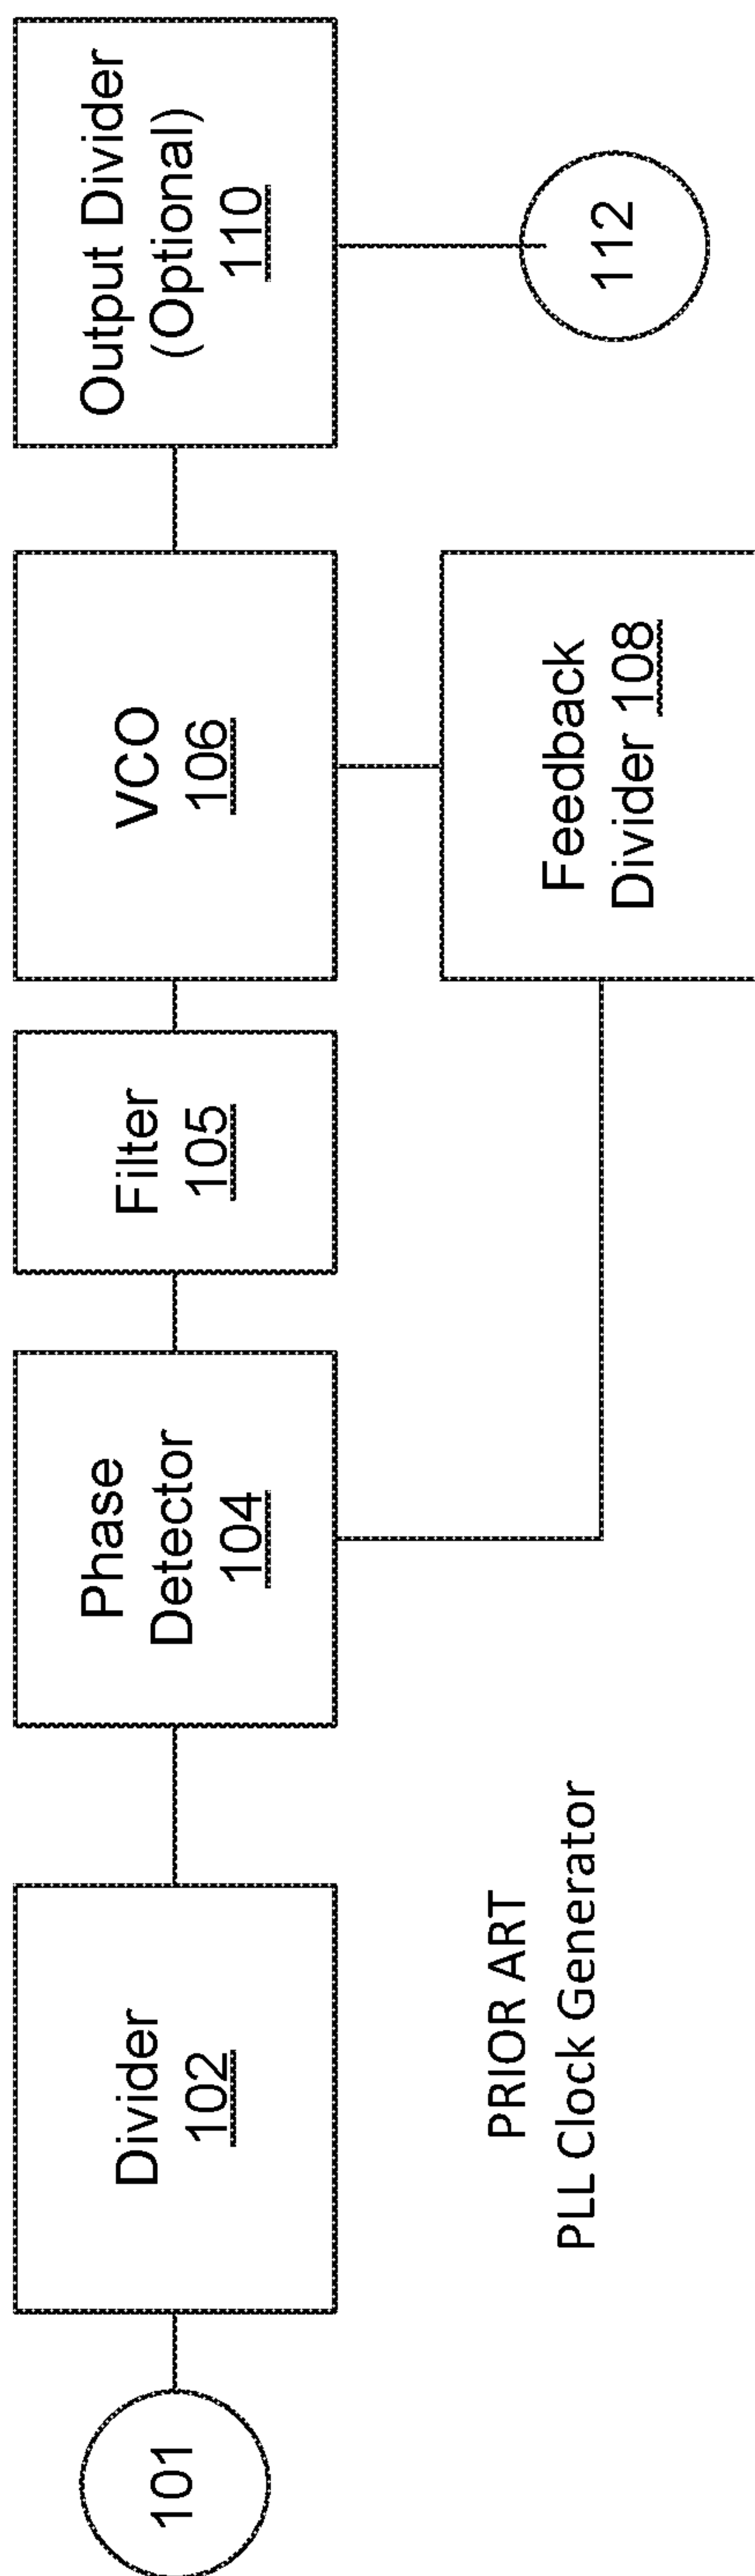 101
Divider
102
Phase
Detector
104
Filter
105
VCO
106
Output Divider
(Optional)
110
Feedback
Divider 108
112
PRIOR ART
PLL Clock Generator